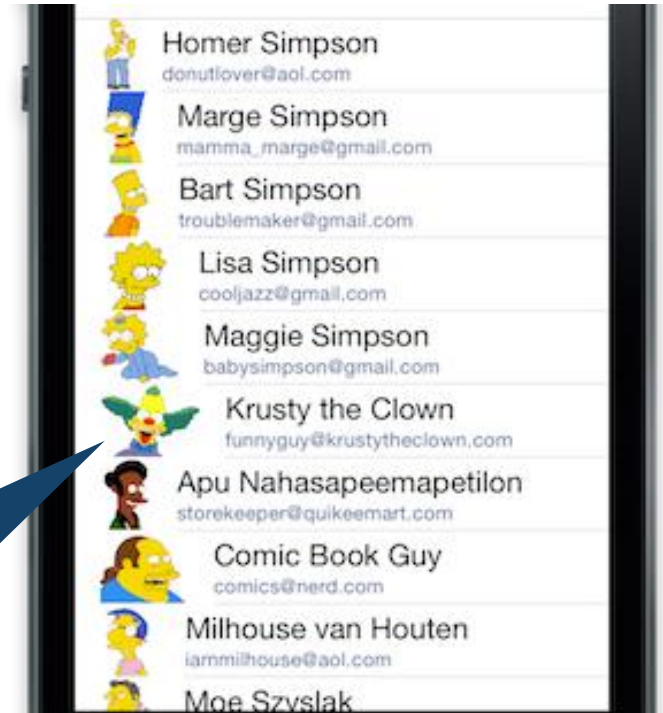 Homer Simpson
donutlover@aol.com
Marge Simpson
mamma_marge@gmail.com
Bart Simpson
troublemaker@gmail.com
Lisa Simpson
cooljazz@gmail.com
Maggie Simpson
babysimpson@gmail.com
Krusty the Clown
funnyguy@krustytheclown.com
Apu Nahasapeemapetilon
storekeeper@quikeemart.com
Comic Book Guy
comics@nerd.com
Milhouse van Houten
iammilhouse@aol.com
Moe Szyslak